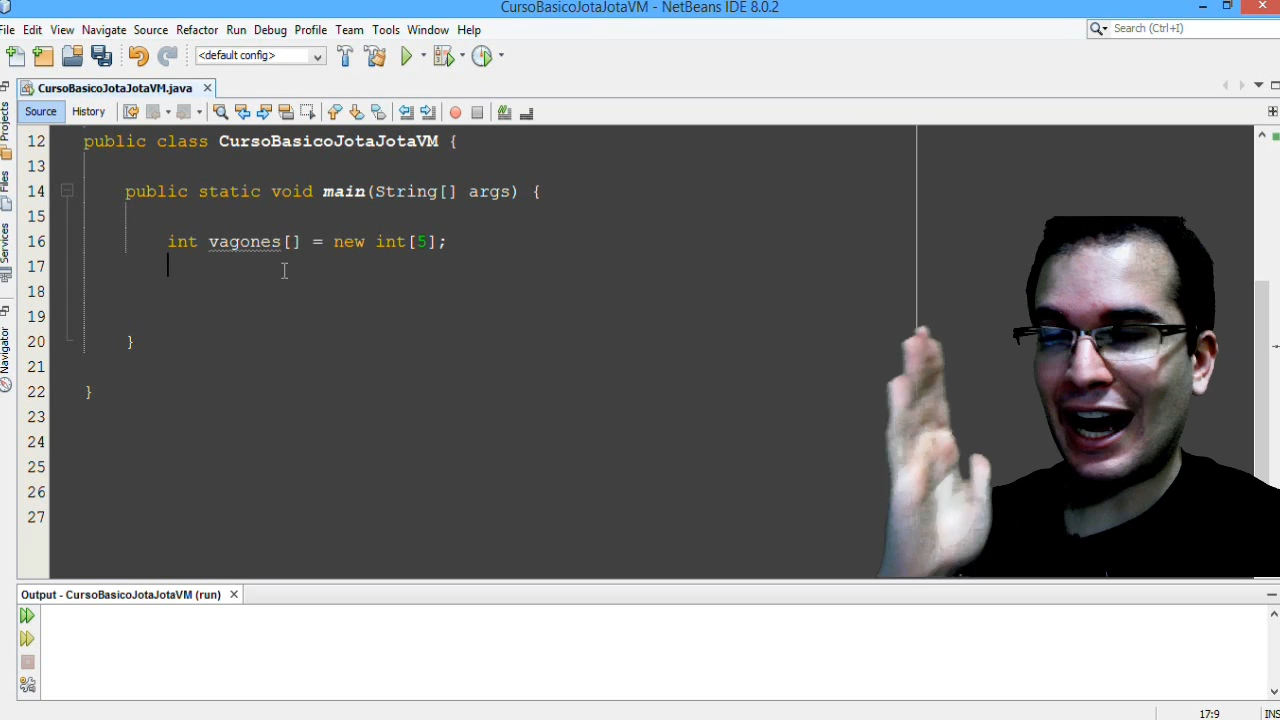 CursoBasicoJotaJotaVM - NetBeans IDE 8.0.2
File Edit View Navigate Source Refactor Run Debug Profile Team Tools Window Help
Search (Ctrl+I)
<default config>
CursoBasicoJotaJotaVM.java
Source History
Projects
Files
Services
Navigator
12 public class CursoBasicoJotaJotaVM {
13
14 public static void main(String[] args) {
15
16 int vagones[] = new int[5];
17
18
19
20 }
21
22 }
23
24
25
26
27
Output - CursoBasicoJotaJotaVM (run)
17:9 INS